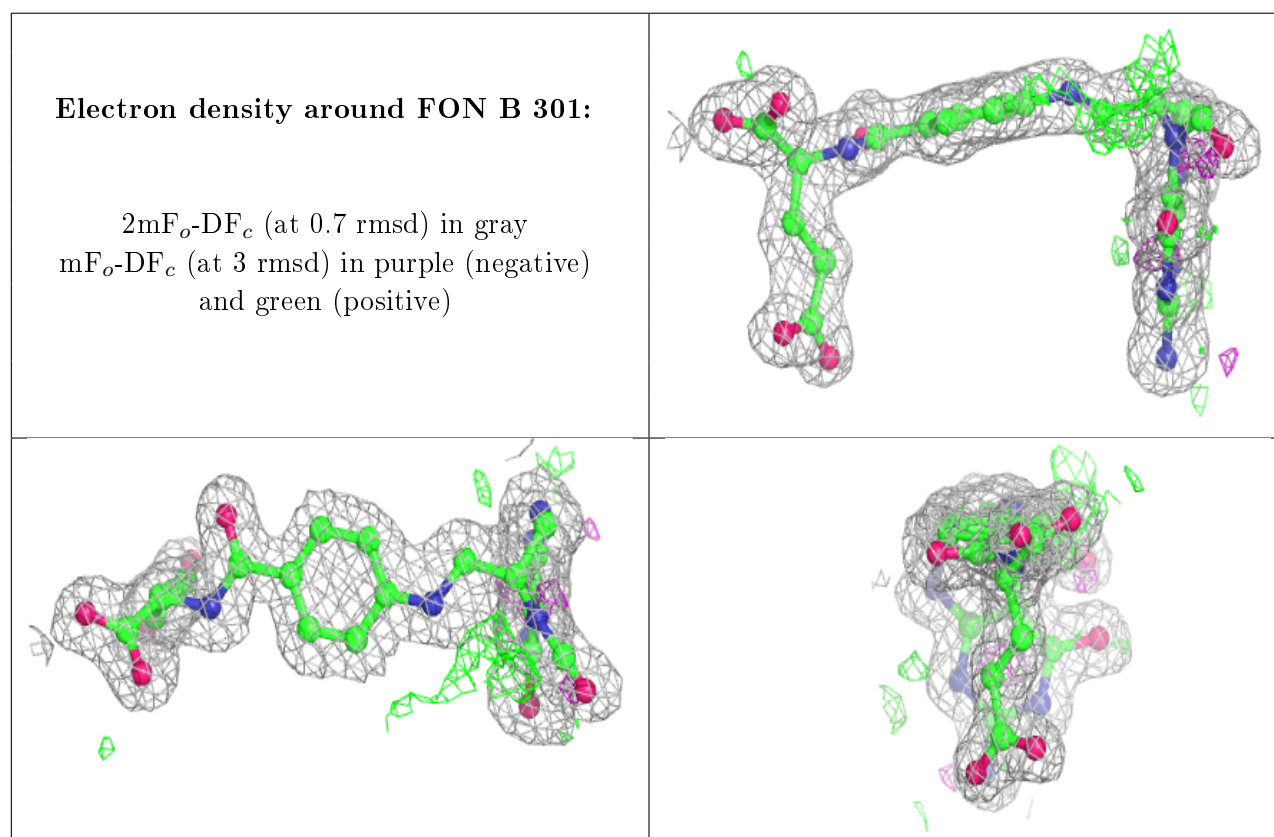 Electron density around FON B 301:
2mFₒ-DF𝒸 (at 0.7 rmsd) in gray
mFₒ-DF𝒸 (at 3 rmsd) in purple (negative)
and green (positive)